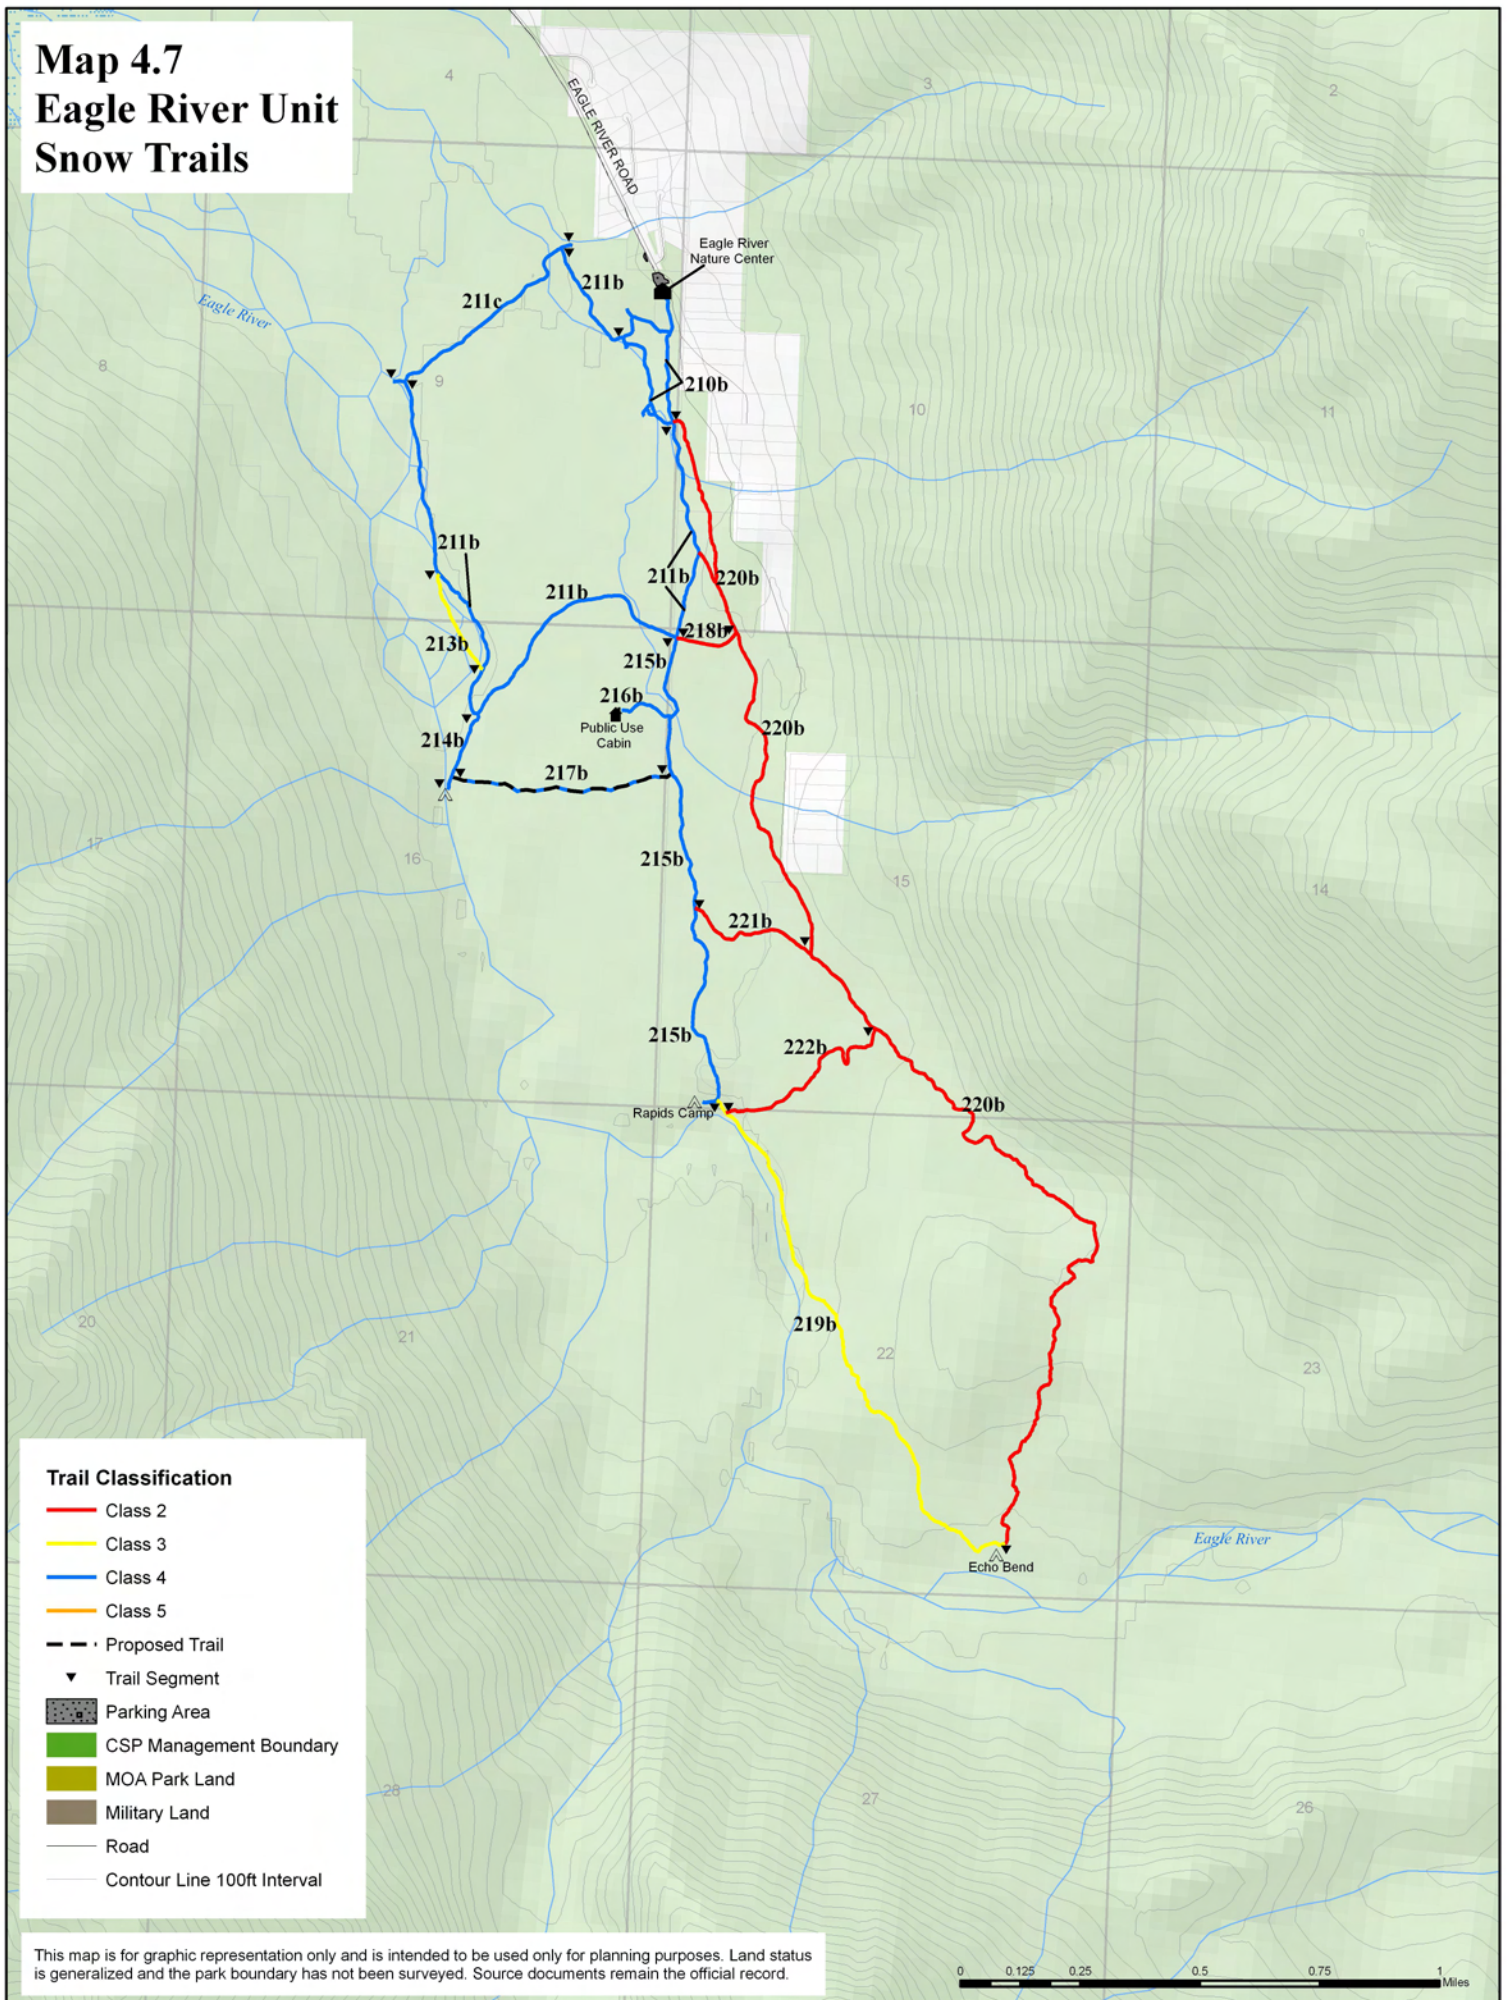 Map 4.7
Eagle River Unit
Snow Trails
4
3
2
EAGLE RIVER ROAD
Eagle River
Nature Center
211b
211c
Eagle River
8
9
210b
10
11
211b
211b
211b
220b
218b
213b
215b
216b
Public Use
Cabin
220b
214b
217b
17
16
215b
15
14
221b
215b
222b
220b
Rapids Camp
20
21
219b
22
23
Eagle River
Echo Bend
Trail Classification
Class 2
Class 3
Class 4
Class 5
Proposed Trail
Trail Segment
Parking Area
CSP Management Boundary
MOA Park Land
Military Land
Road
Contour Line 100ft Interval
28
27
26
This map is for graphic representation only and is intended to be used only for planning purposes. Land status
is generalized and the park boundary has not been surveyed. Source documents remain the official record.
0 0.125 0.25 0.5 0.75 1
Miles